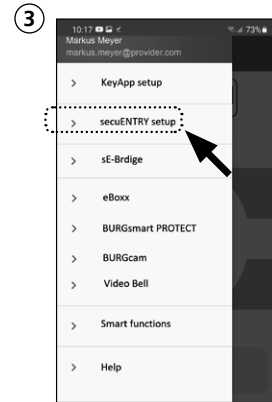 3
10:17 73%
Markus Meyer
markus.meyer@provider.com
KeyApp setup
secuENTRY setup
sE-Brdige
eBoxx
BURGsmart PROTECT
BURGcam
Video Bell
Smart functions
Help